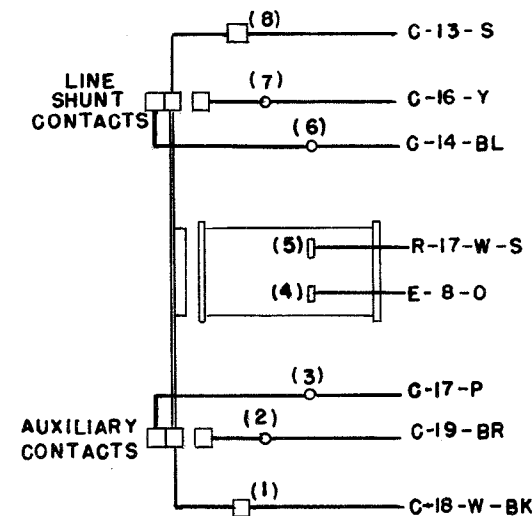 (8) C-13-S
LINE
SHUNT
CONTACTS
(7) C-16-Y
(6) C-14-BL
(5) R-17-W-S
(4) E-8-O
(3) C-17-P
AUXILIARY
CONTACTS
(2) C-19-BR
(1) C-18-W-BK